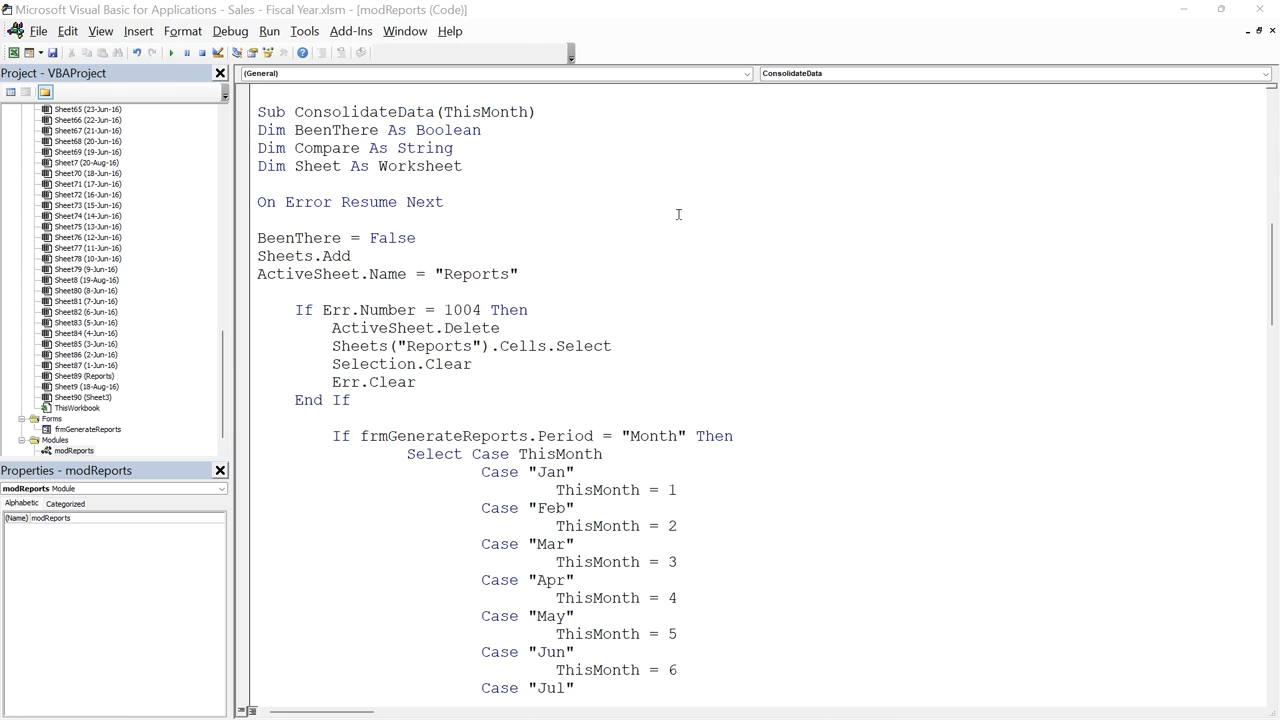 Microsoft Visual Basic for Applications - Sales - Fiscal Year.xlsm - [modReports (Code)]
File Edit View Insert Format Debug Run Tools Add-Ins Window Help
Project - VBAProject
Sheet65 (23-Jun-16)
Sheet66 (22-Jun-16)
Sheet67 (21-Jun-16)
Sheet68 (20-Jun-16)
Sheet69 (19-Jun-16)
Sheet7 (20-Aug-16)
Sheet70 (18-Jun-16)
Sheet71 (17-Jun-16)
Sheet72 (16-Jun-16)
Sheet73 (15-Jun-16)
Sheet74 (14-Jun-16)
Sheet75 (13-Jun-16)
Sheet76 (12-Jun-16)
Sheet77 (11-Jun-16)
Sheet78 (10-Jun-16)
Sheet79 (9-Jun-16)
Sheet8 (19-Aug-16)
Sheet80 (8-Jun-16)
Sheet81 (7-Jun-16)
Sheet82 (6-Jun-16)
Sheet83 (5-Jun-16)
Sheet84 (4-Jun-16)
Sheet85 (3-Jun-16)
Sheet86 (2-Jun-16)
Sheet87 (1-Jun-16)
Sheet89 (Reports)
Sheet9 (18-Aug-16)
Sheet90 (Sheet3)
ThisWorkbook
Forms
frmGenerateReports
Modules
modReports
Properties - modReports
modReports Module
Alphabetic Categorized
(Name) modReports
(General) ConsolidateData
Sub ConsolidateData(ThisMonth)
Dim BeenThere As Boolean
Dim Compare As String
Dim Sheet As Worksheet
On Error Resume Next
BeenThere = False
Sheets.Add
ActiveSheet.Name = "Reports"
If Err.Number = 1004 Then
ActiveSheet.Delete
Sheets("Reports").Cells.Select
Selection.Clear
Err.Clear
End If
If frmGenerateReports.Period = "Month" Then
Select Case ThisMonth
Case "Jan"
ThisMonth = 1
Case "Feb"
ThisMonth = 2
Case "Mar"
ThisMonth = 3
Case "Apr"
ThisMonth = 4
Case "May"
ThisMonth = 5
Case "Jun"
ThisMonth = 6
Case "Jul"